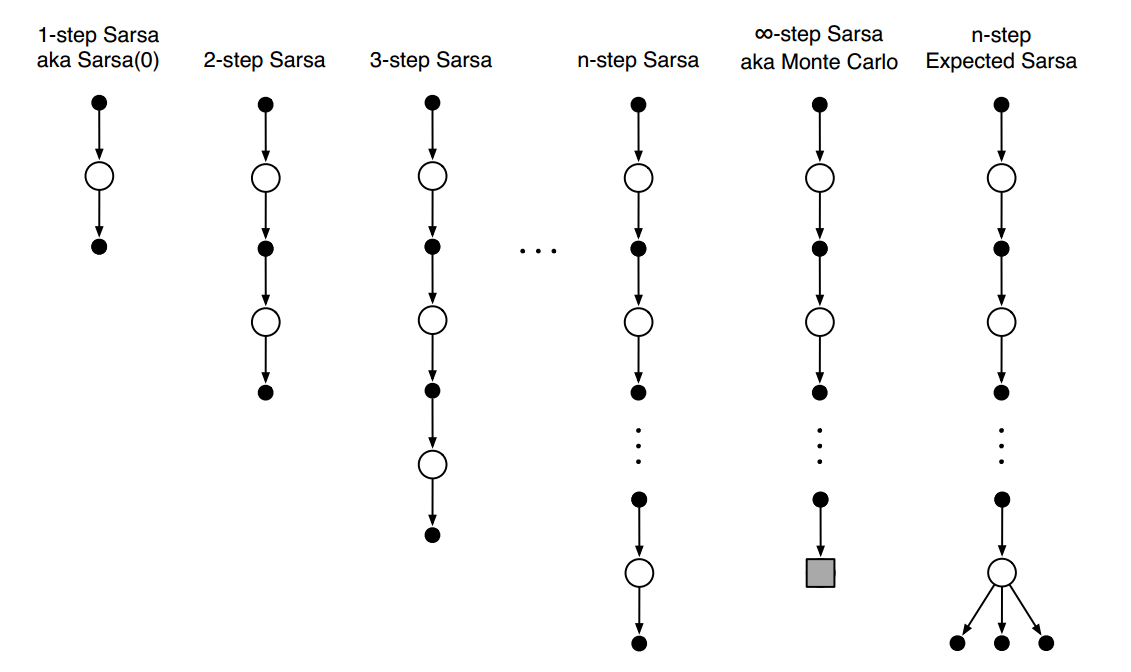 1-step Sarsa
aka Sarsa(0)
2-step Sarsa
3-step Sarsa
n-step Sarsa
∞-step Sarsa
aka Monte Carlo
n-step
Expected Sarsa